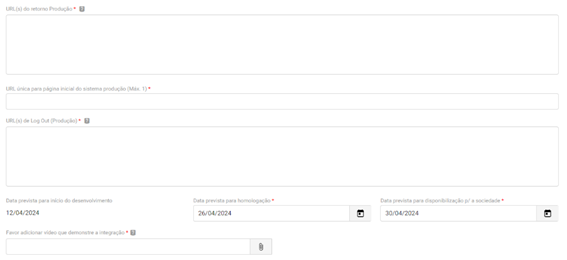 URL(s) do retorno Produção * ?
URL única para página inicial do sistema produção (Máx. 1) *
URL(s) de Log Out (Produção) * ?
Data prevista para início do desenvolvimento
Data prevista para homologação *
Data prevista para disponibilização p/ a sociedade *
12/04/2024
26/04/2024
30/04/2024
Favor adicionar vídeo que demonstre a integração * ?